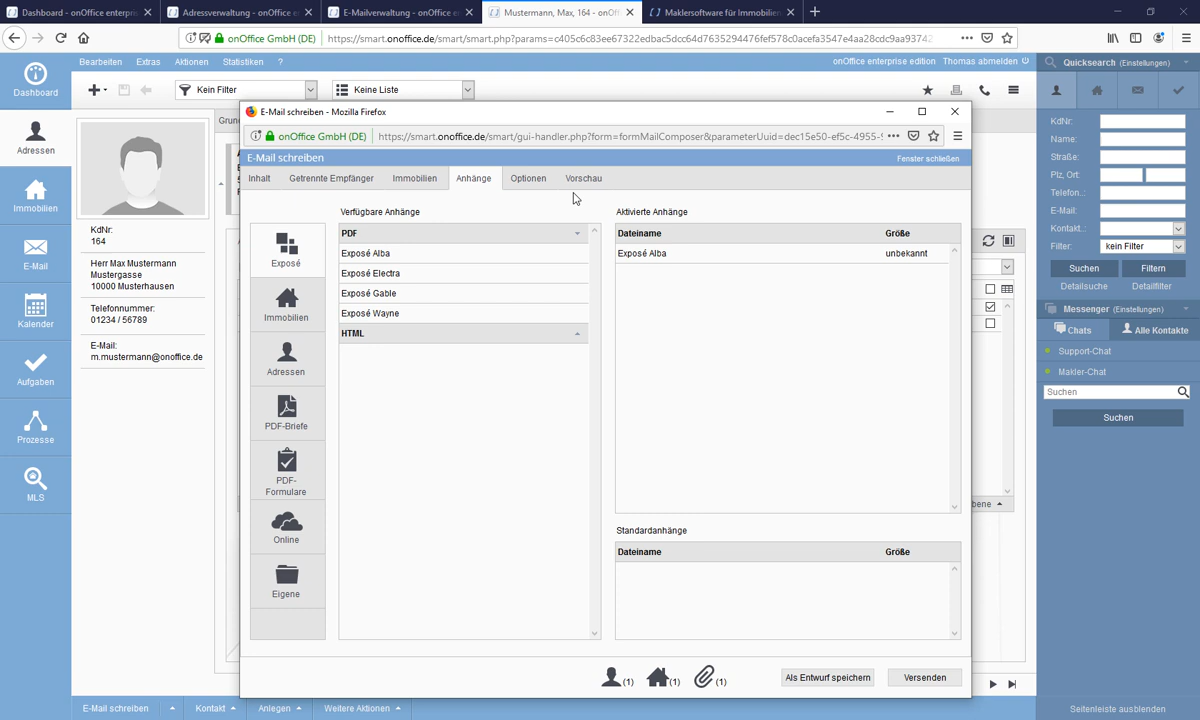 Dashboard - onOffice enterpris
Adressverwaltung - onOffice e
E-Mailverwaltung - onOffice e
Mustermann, Max, 164 - onOff
Maklersoftware für Immobilien
onOffice GmbH (DE)
https://smart.onoffice.de/smart/smart.php?params=c405c6c83ee67322edbac5dcc64d7635294476fef578c0acefa3547e4aa28cdc9aa93742
Dashboard
Bearbeiten
Extras
Aktionen
Statistiken
?
onOffice enterprise edition
Thomas abmelden
Kein Filter
Keine Liste
Adressen
Immobilien
E-Mail
Kalender
Aufgaben
Prozesse
MLS
KdNr:
164
Herr Max Mustermann
Mustergasse
10000 Musterhausen
Telefonnummer:
01234 / 56789
E-Mail:
m.mustermann@onoffice.de
E-Mail schreiben - Mozilla Firefox
onOffice GmbH (DE)
https://smart.onoffice.de/smart/gui-handler.php?form=formMailComposer&parameterUuid=dec15e50-ef5c-4955-9
E-Mail schreiben
Fenster schließen
Inhalt
Getrennte Empfänger
Immobilien
Anhänge
Optionen
Vorschau
Exposé
Immobilien
Adressen
PDF-Briefe
PDF-
Formulare
Online
Eigene
Verfügbare Anhänge
PDF
Exposé Alba
Exposé Electra
Exposé Gable
Exposé Wayne
HTML
Aktivierte Anhänge
Dateiname
Größe
Exposé Alba
unbekannt
Standardanhänge
Dateiname
Größe
(1)
(1)
(1)
Als Entwurf speichern
Versenden
Quicksearch (Einstellungen)
KdNr:
Name:
Straße:
Plz, Ort:
Telefon..:
E-Mail:
Kontakt.:
Filter:
kein Filter
Suchen
Filtern
Detailsuche
Detailfilter
Messenger (Einstellungen)
Chats
Alle Kontakte
Support-Chat
Makler-Chat
Suchen
Suchen
E-Mail schreiben
Kontakt
Anlegen
Weitere Aktionen
Seitenleiste ausblenden